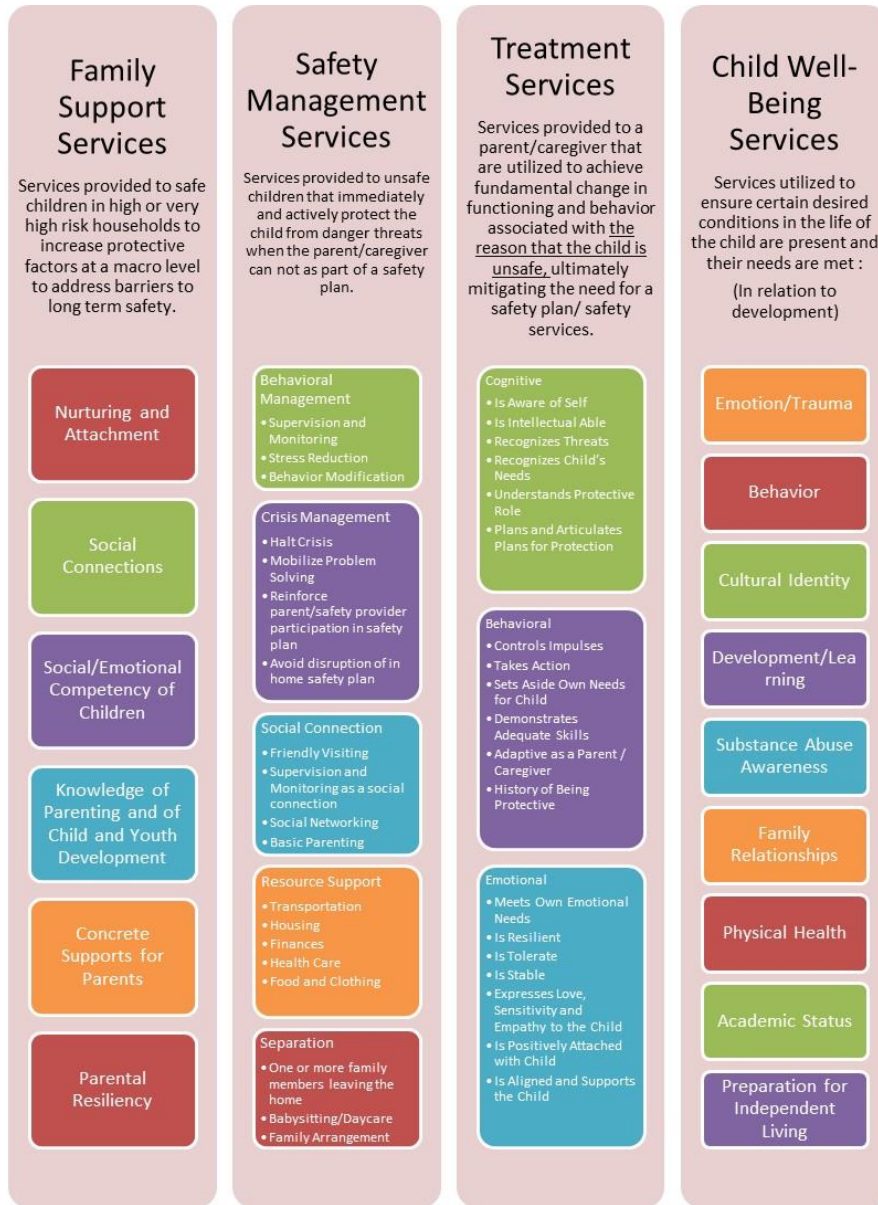 Family
Support
Services
Services provided to safe
children in high or very
high risk households to
increase protective
factors at a macro level
to address barriers to
long term safety.
Nurturing and
Attachment
Social
Connections
Social/Emotional
Competency of
Children
Knowledge of
Parenting and of
Child and Youth
Development
Concrete
Supports for
Parents
Parental
Resiliency
Safety
Management
Services
Services provided to unsafe
children that immediately
and actively protect the
child from danger threats
when the parent/caregiver
can not as part of a safety
plan.
Behavioral
Management
• Supervision and
Monitoring
• Stress Reduction
• Behavior Modification
Crisis Management
• Halt Crisis
• Mobilize Problem
Solving
• Reinforce
parent/safety provider
participation in safety
plan
• Avoid disruption of in
home safety plan
Social Connection
• Friendly Visiting
• Supervision and
Monitoring as a social
connection
• Social Networking
• Basic Parenting
Resource Support
• Transportation
• Housing
• Finances
• Health Care
• Food and Clothing
Separation
• One or more family
members leaving the
home
• Babysitting/Daycare
• Family Arrangement
Treatment
Services
Services provided to a
parent/caregiver that
are utilized to achieve
fundamental change in
functioning and behavior
associated with the
reason that the child is
unsafe, ultimately
mitigating the need for a
safety plan/ safety
services.
Cognitive
• Is Aware of Self
• Is Intellectual Able
• Recognizes Threats
• Recognizes Child's
Needs
• Understands Protective
Role
• Plans and Articulates
Plans for Protection
Behavioral
• Controls Impulses
• Takes Action
• Sets Aside Own Needs
for Child
• Demonstrates
Adequate Skills
• Adaptive as a Parent /
Caregiver
• History of Being
Protective
Emotional
• Meets Own Emotional
Needs
• Is Resilient
• Is Tolerate
• Is Stable
• Expresses Love,
Sensitivity and
Empathy to the Child
• Is Positively Attached
with Child
• Is Aligned and Supports
the Child
Child Well-
Being
Services
Services utilized to
ensure certain desired
conditions in the life of
the child are present and
their needs are met :
(In relation to
development)
Emotion/Trauma
Behavior
Cultural Identity
Development/Lea
rning
Substance Abuse
Awareness
Family
Relationships
Physical Health
Academic Status
Preparation for
Independent
Living